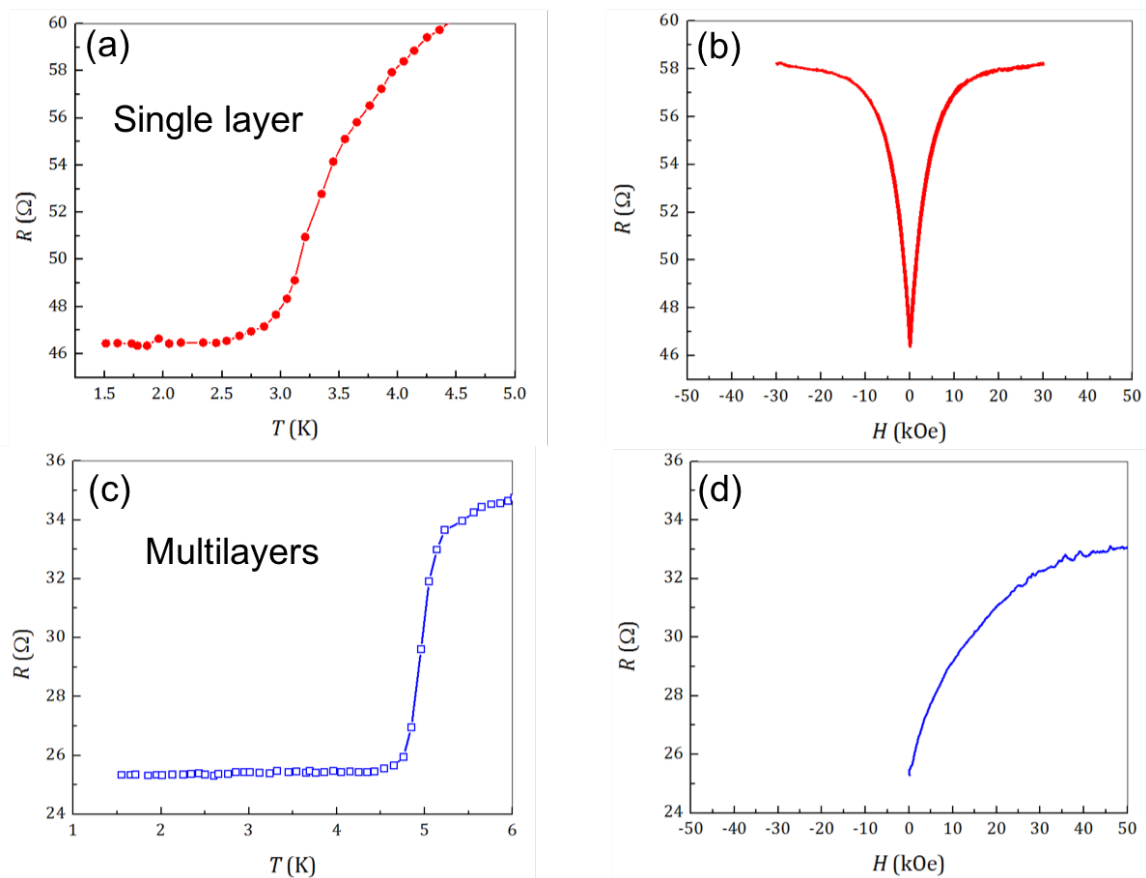 (a)
Single layer
60
58
56
54
52
50
48
46
R (Ω)
1.5 2.0 2.5 3.0 3.5 4.0 4.5 5.0
T (K)
(b)
60
58
56
54
52
50
48
46
R (Ω)
-50 -40 -30 -20 -10 0 10 20 30 40 50
H (kOe)
(c)
Multilayers
36
34
32
30
28
26
24
R (Ω)
1 2 3 4 5 6
T (K)
(d)
36
34
32
30
28
26
24
R (Ω)
-50 -40 -30 -20 -10 0 10 20 30 40 50
H (kOe)